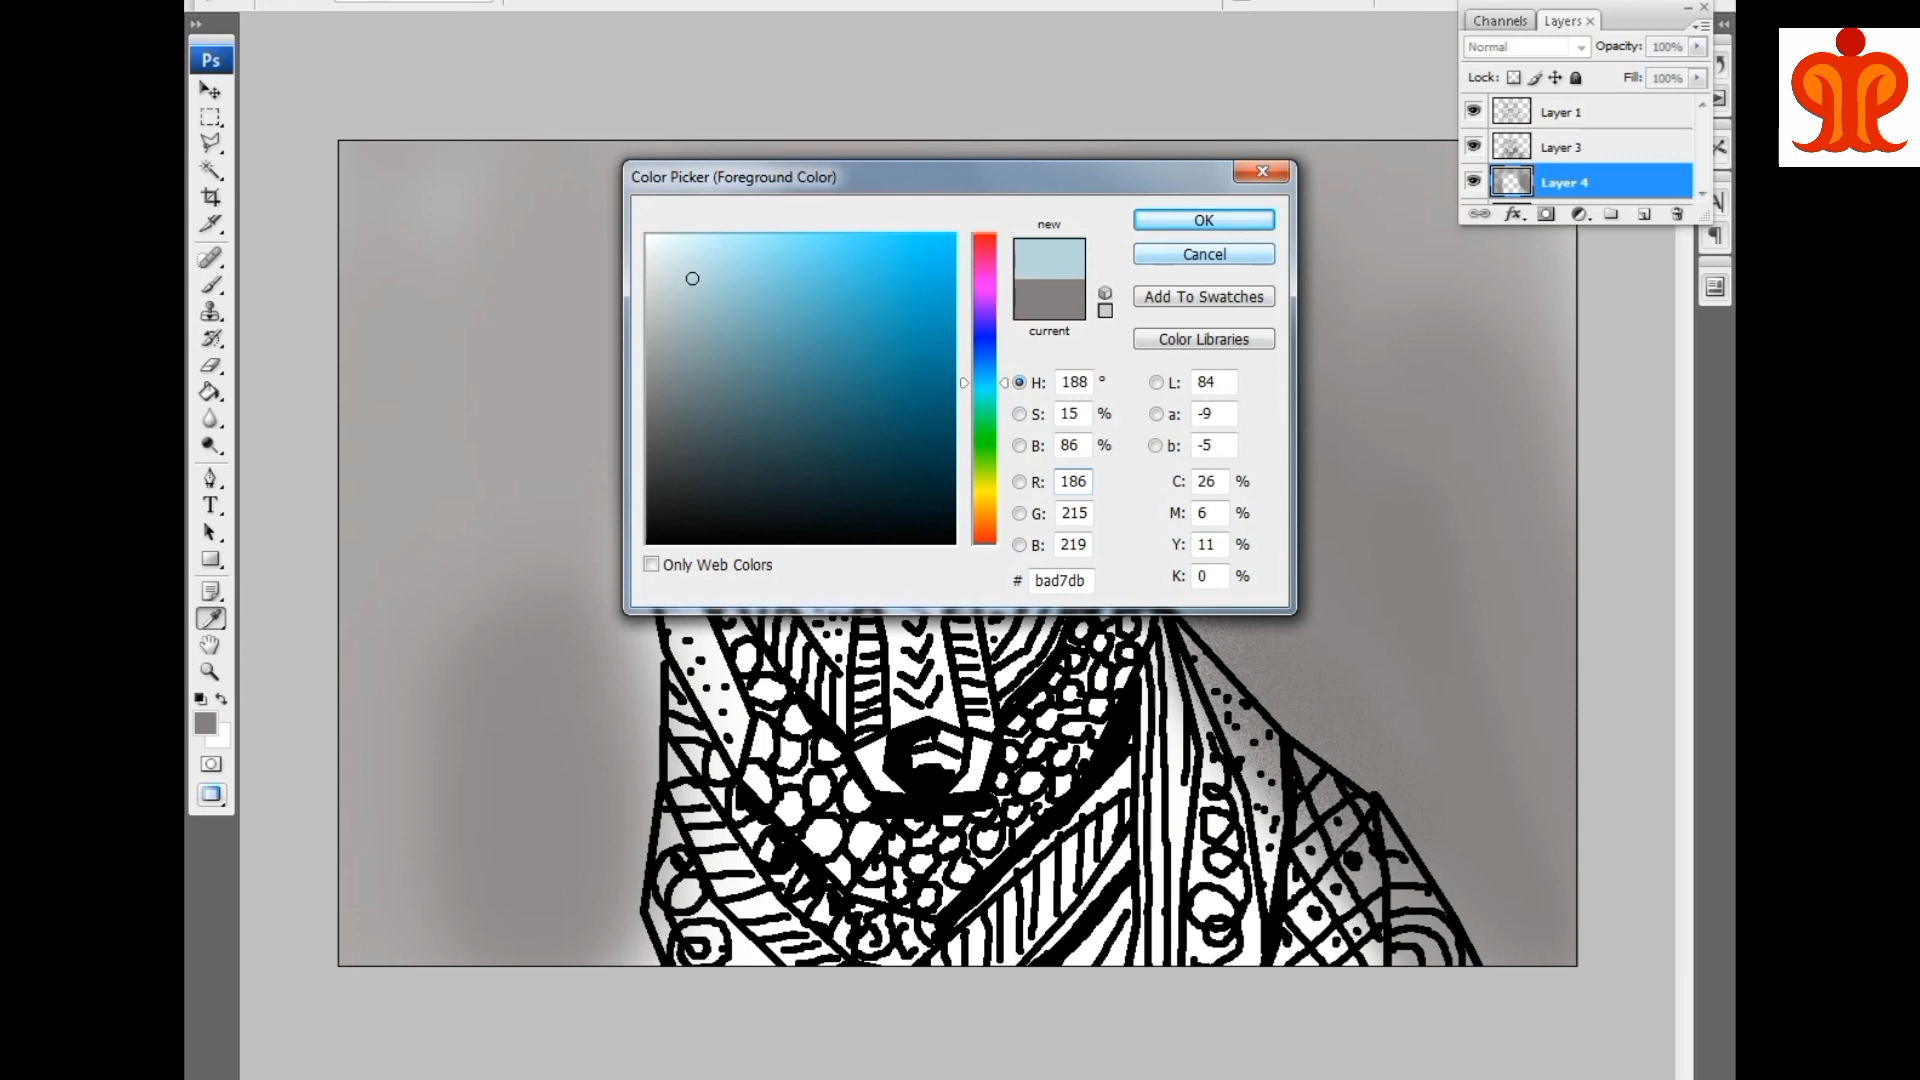 Channels Layers ×
Normal Opacity: 100%
Lock: Fill: 100%
Layer 1
Layer 3
Layer 4
Ps
T
Color Picker (Foreground Color)
new
current
OK
Cancel
Add To Swatches
Color Libraries
H: 188 ° L: 84
S: 15 % a: -9
B: 86 % b: -5
R: 186 C: 26 %
G: 215 M: 6 %
B: 219 Y: 11 %
# bad7db K: 0 %
Only Web Colors